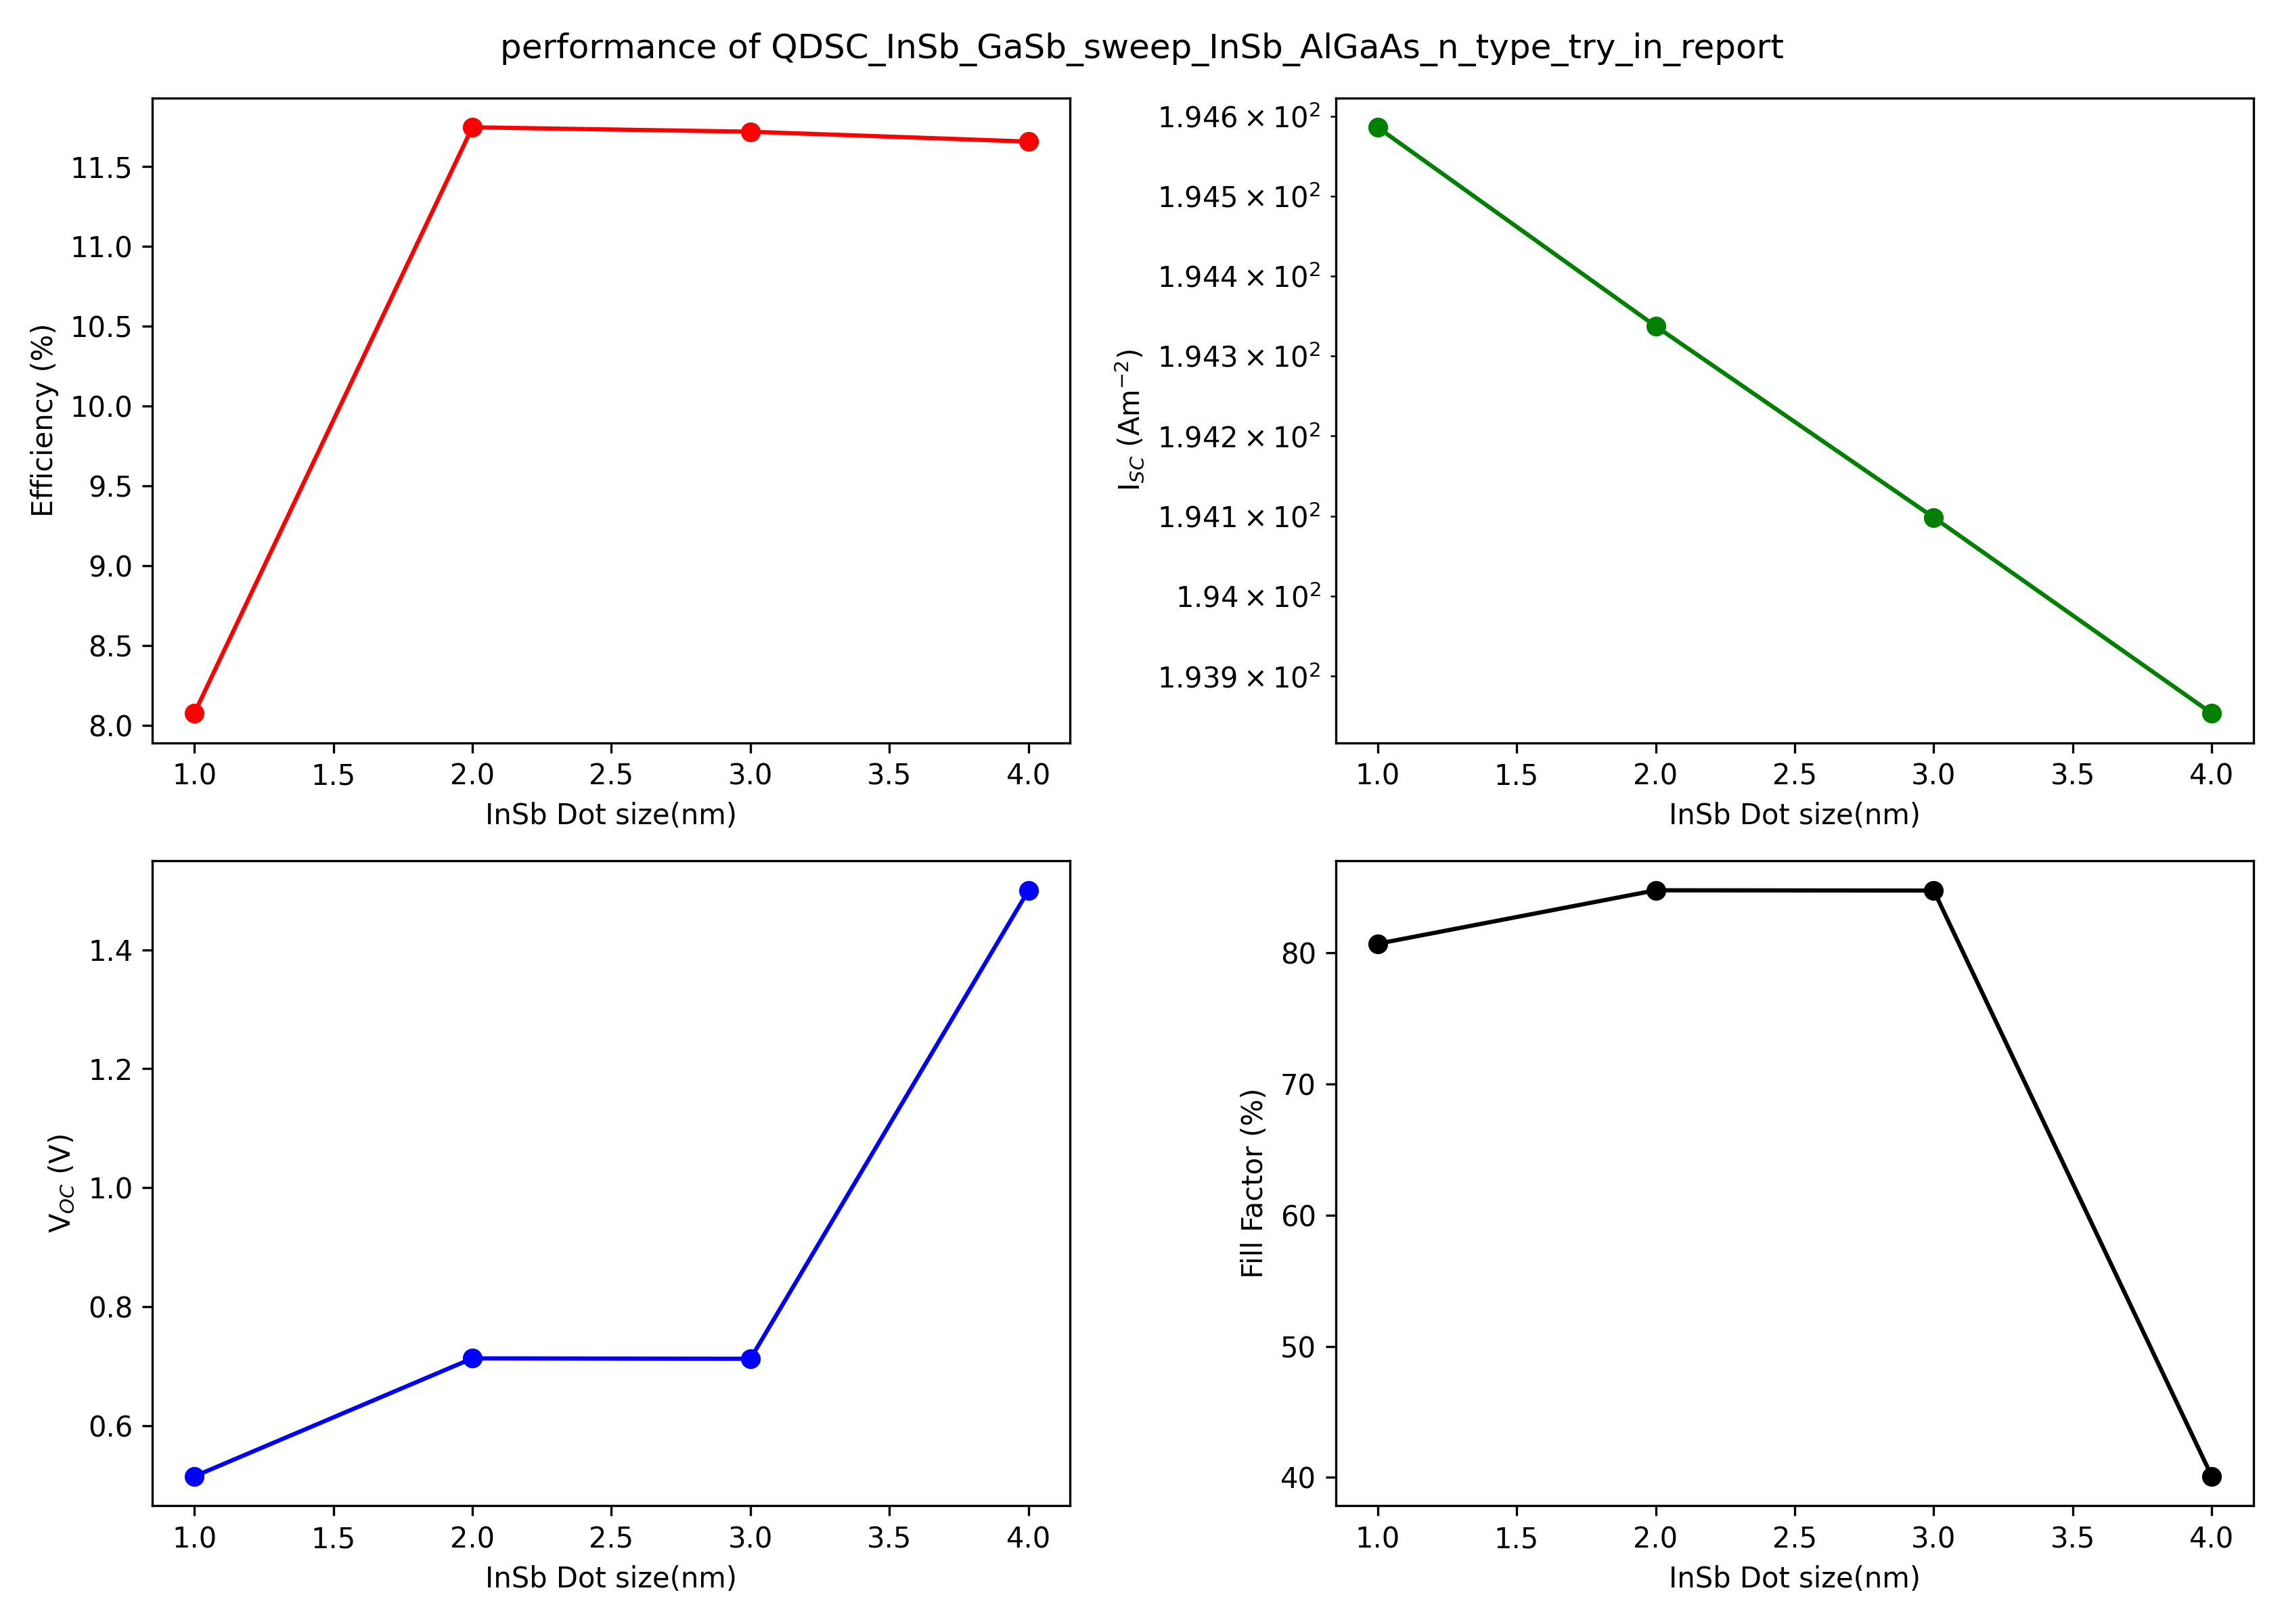 performance of QDSC_InSb_GaSb_sweep_InSb_AlGaAs_n_type_try_in_report
Efficiency (%)
11.5
11.0
10.5
10.0
9.5
9.0
8.5
8.0
1.0 1.5 2.0 2.5 3.0 3.5 4.0
InSb Dot size(nm)
I_SC (Am⁻²)
1.946 × 10²
1.945 × 10²
1.944 × 10²
1.943 × 10²
1.942 × 10²
1.941 × 10²
1.94 × 10²
1.939 × 10²
1.0 1.5 2.0 2.5 3.0 3.5 4.0
InSb Dot size(nm)
V_OC (V)
1.4
1.2
1.0
0.8
0.6
1.0 1.5 2.0 2.5 3.0 3.5 4.0
InSb Dot size(nm)
Fill Factor (%)
80
70
60
50
40
1.0 1.5 2.0 2.5 3.0 3.5 4.0
InSb Dot size(nm)